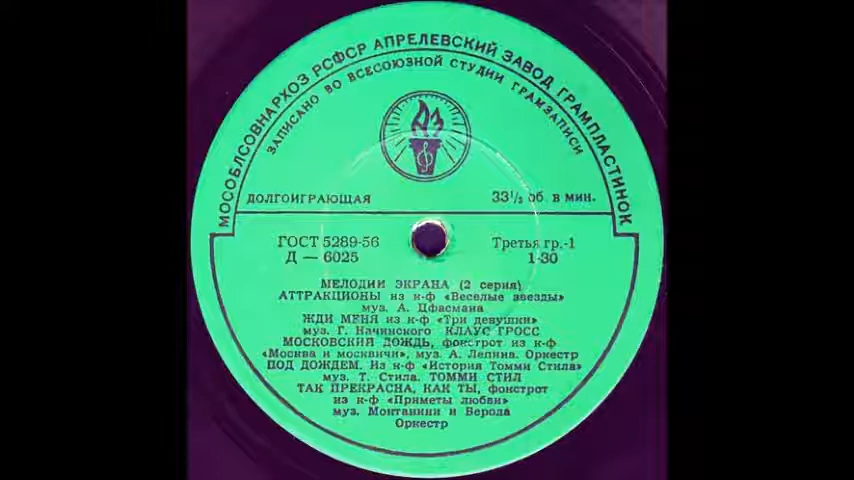 МОСОБЛСОВНАРХОЗ РСФСР АПРЕЛЕВСКИЙ ЗАВОД ГРАМПЛАСТИНОК
ЗАПИСАНО ВО ВСЕСОЮЗНОЙ СТУДИИ ГРАМЗАПИСИ
ДОЛГОИГРАЮЩАЯ 33⅓ об. в мин.
ГОСТ 5289-56 Третья гр.-1
Д — 6025 1-30
МЕЛОДИИ ЭКРАНА (2 серия)
АТТРАКЦИОНЫ из к-ф «Веселые звезды»
муз. А. Цфасмана
ЖДИ МЕНЯ из к-ф «Три девушки»
муз. Г. Начинского КЛАУС ГРОСС
МОСКОВСКИЙ ДОЖДЬ, фокстрот из к-ф
«Москва и москвичи», муз. А. Лепина. Оркестр
ПОД ДОЖДЕМ. Из к-ф «История Томми Стила»
муз. Т. Стила. ТОММИ СТИЛ
ТАК ПРЕКРАСНА, КАК ТЫ, фокстрот
из к-ф «Приметы любви»
муз. Монтанини и Верола
Оркестр